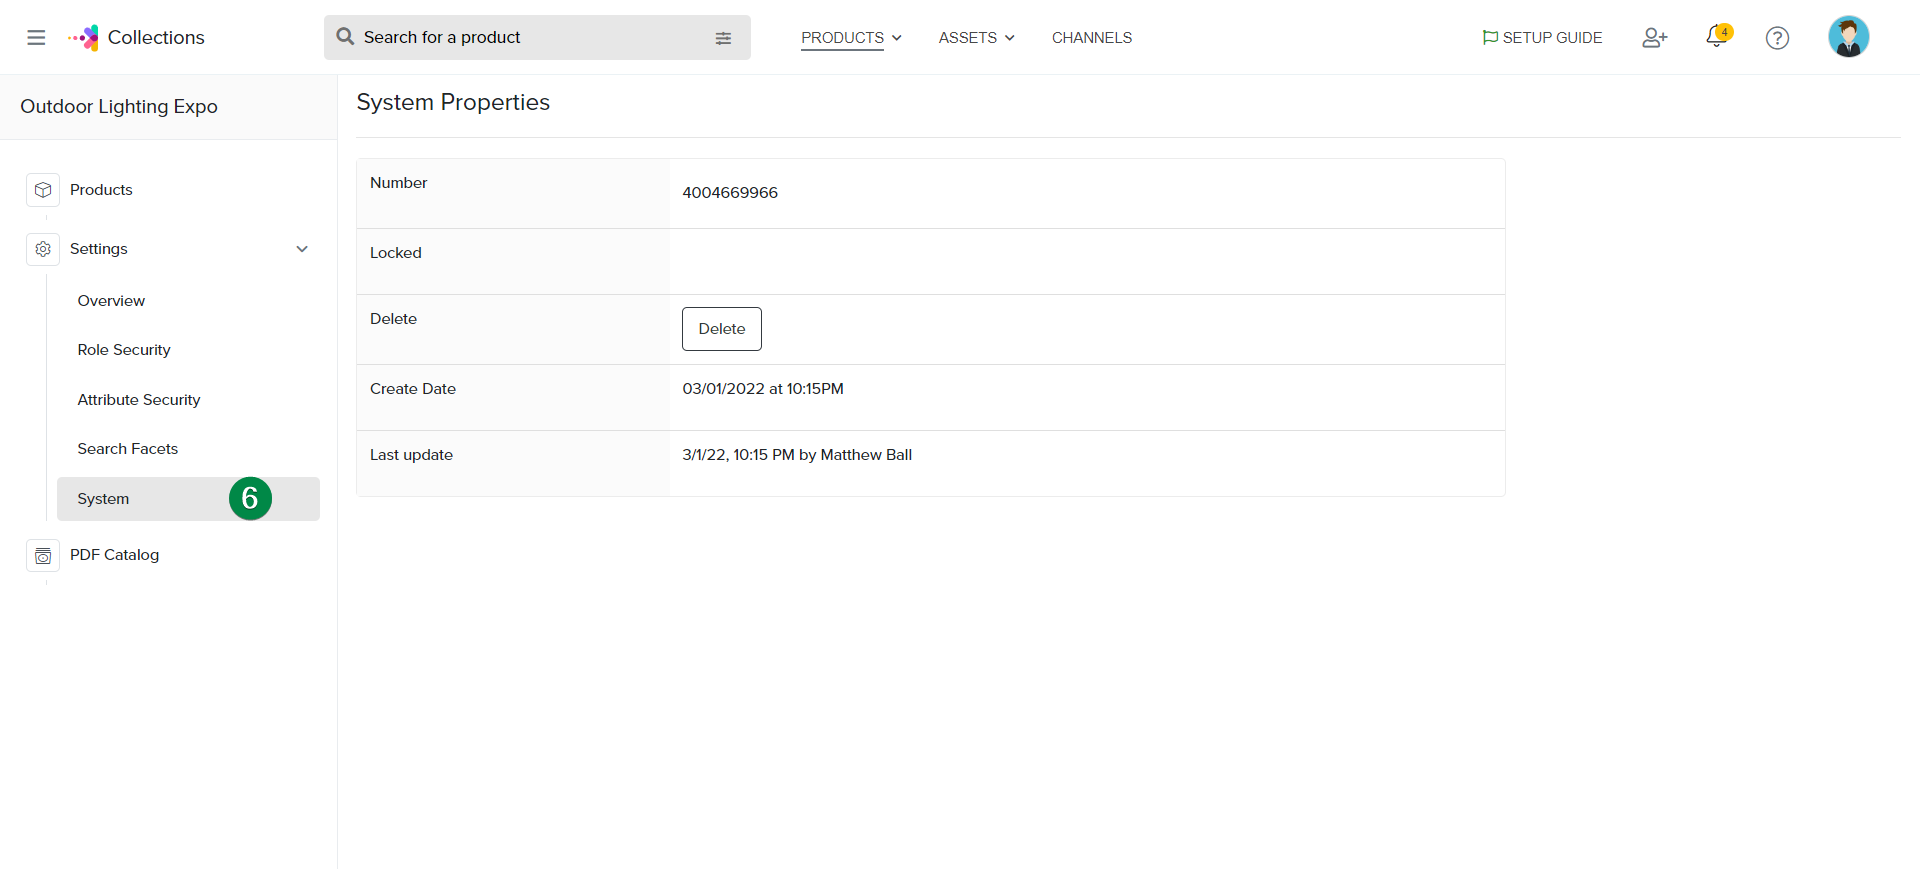 Collections
Search for a product
PRODUCTS
ASSETS
CHANNELS
SETUP GUIDE
4
?
Outdoor Lighting Expo
Products
Settings
Overview
Role Security
Attribute Security
Search Facets
System
6
PDF Catalog
System Properties
Number
4004669966
Locked
Delete
Delete
Create Date
03/01/2022 at 10:15PM
Last update
3/1/22, 10:15 PM by Matthew Ball